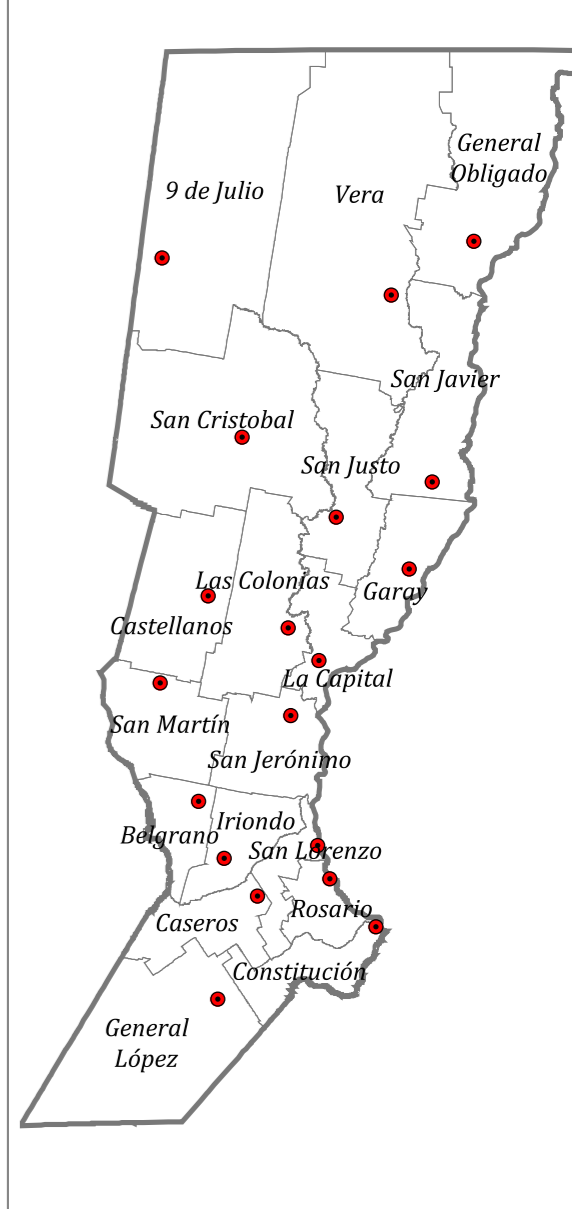 General
Obligado
9 de Julio
Vera
San Javier
San Cristobal
San Justo
Las Colonias
Garay
Castellanos
La Capital
San Martín
San Jerónimo
Iriondo
Belgrano
San Lorenzo
Rosario
Caseros
Constitución
General
López